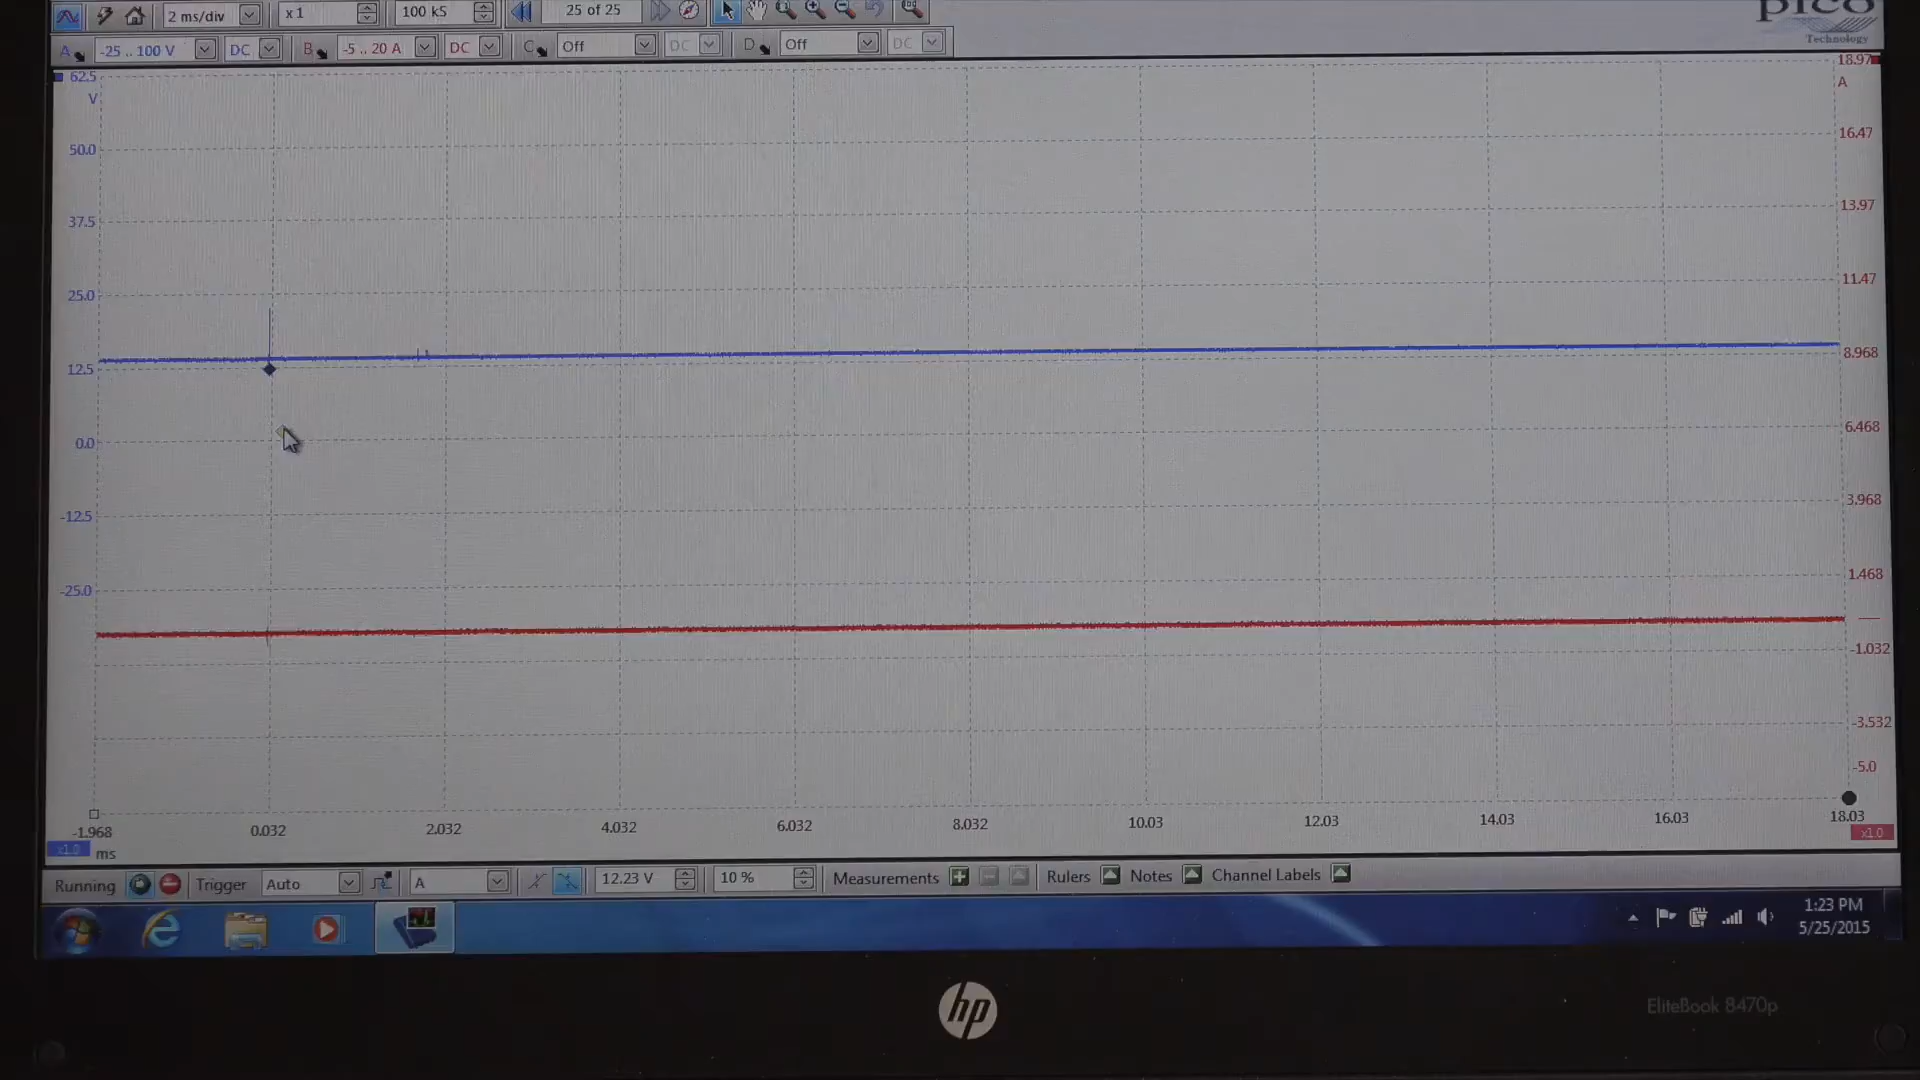 2 ms/div x 1 100 kS 25 of 25
pico
Technology
A -25 .. 100 V DC B -5 .. 20 A DC C Off DC D Off DC
62.5 18.97
V A
50.0 16.47
37.5 13.97
25.0 11.47
12.5 8.968
0.0 6.468
-12.5 3.968
-25.0 1.468
-1.032
-3.532
-5.0
-1.968 0.032 2.032 4.032 6.032 8.032 10.03 12.03 14.03 16.03 18.03
x1.0 ms x1.0
Running Trigger Auto A 12.23 V 10 % Measurements Rulers Notes Channel Labels
1:23 PM
5/25/2015
hp
EliteBook 8470p